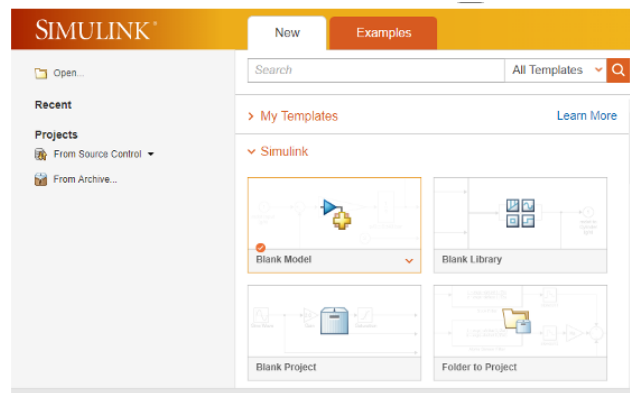 SIMULINK®
New
Examples
Open...
Recent
Projects
From Source Control
From Archive...
Search
All Templates
My Templates
Learn More
Simulink
Blank Model
Blank Library
Blank Project
Folder to Project